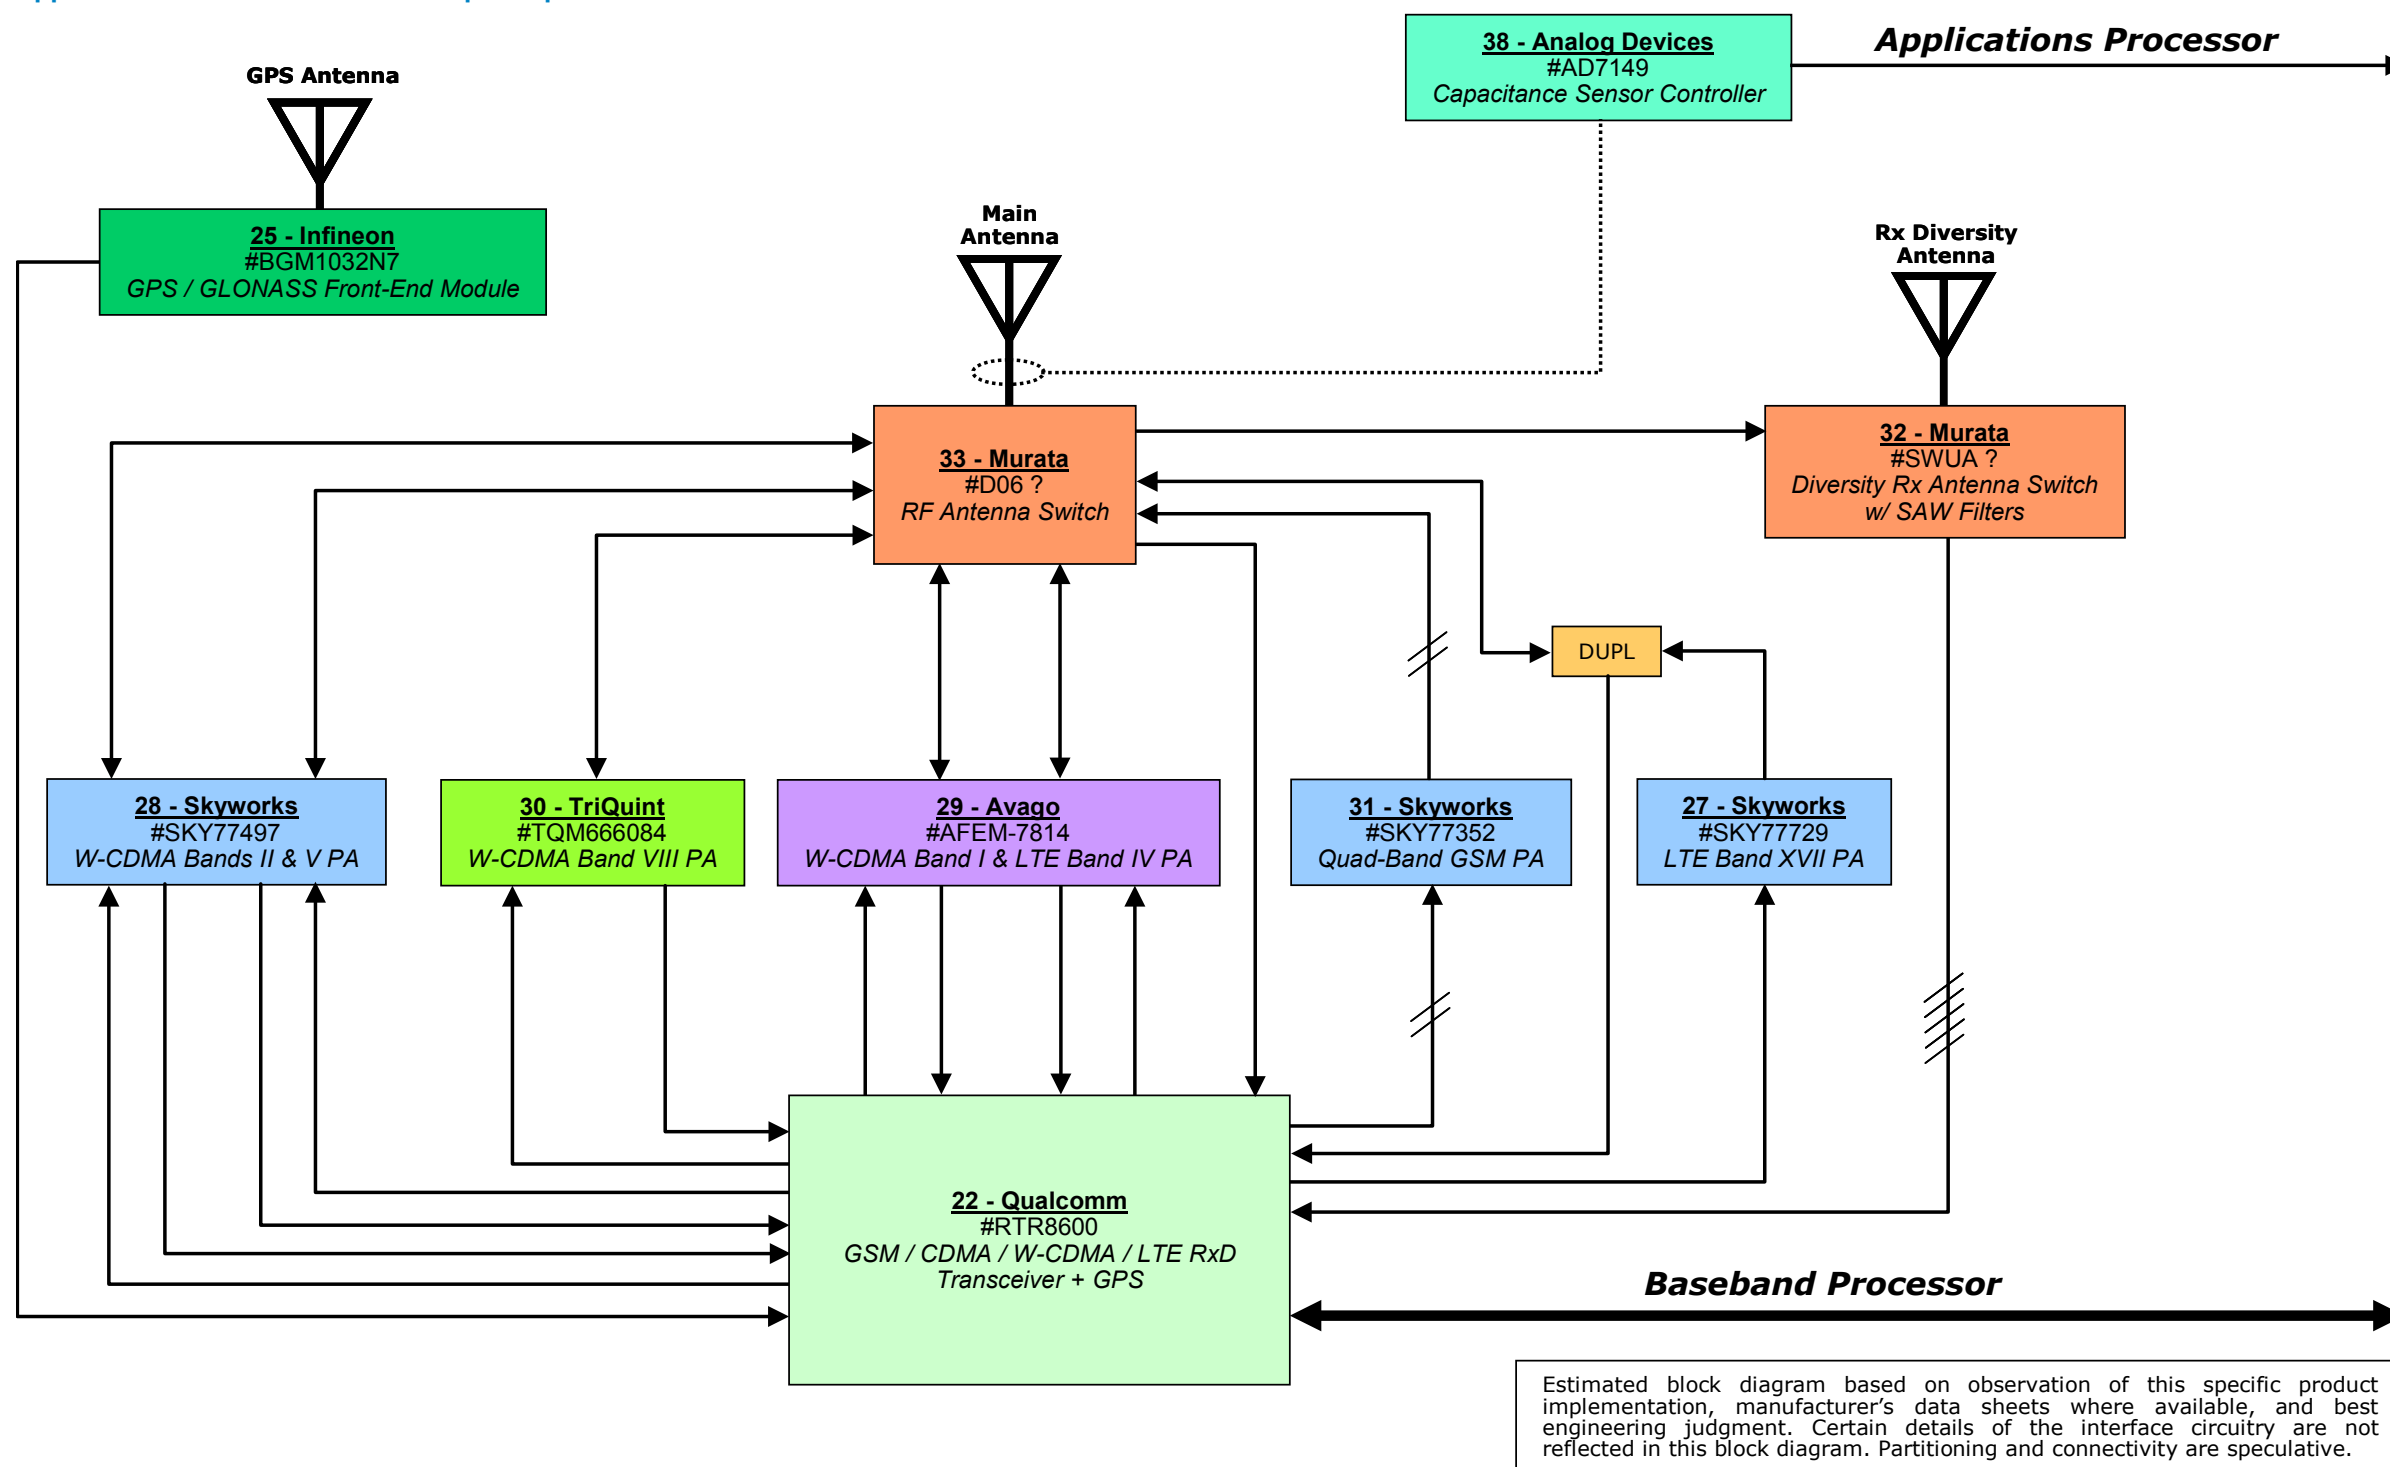 38 - Analog Devices
#AD7149
Capacitance Sensor Controller
Applications Processor
GPS Antenna
25 - Infineon
#BGM1032N7
GPS / GLONASS Front-End Module
Main
Antenna
Rx Diversity
Antenna
33 - Murata
#D06 ?
RF Antenna Switch
32 - Murata
#SWUA ?
Diversity Rx Antenna Switch
w/ SAW Filters
DUPL
28 - Skyworks
#SKY77497
W-CDMA Bands II & V PA
30 - TriQuint
#TQM666084
W-CDMA Band VIII PA
29 - Avago
#AFEM-7814
W-CDMA Band I & LTE Band IV PA
31 - Skyworks
#SKY77352
Quad-Band GSM PA
27 - Skyworks
#SKY77729
LTE Band XVII PA
22 - Qualcomm
#RTR8600
GSM / CDMA / W-CDMA / LTE RxD
Transceiver + GPS
Baseband Processor
Estimated block diagram based on observation of this specific product
implementation, manufacturer's data sheets where available, and best
engineering judgment. Certain details of the interface circuitry are not
reflected in this block diagram. Partitioning and connectivity are speculative.